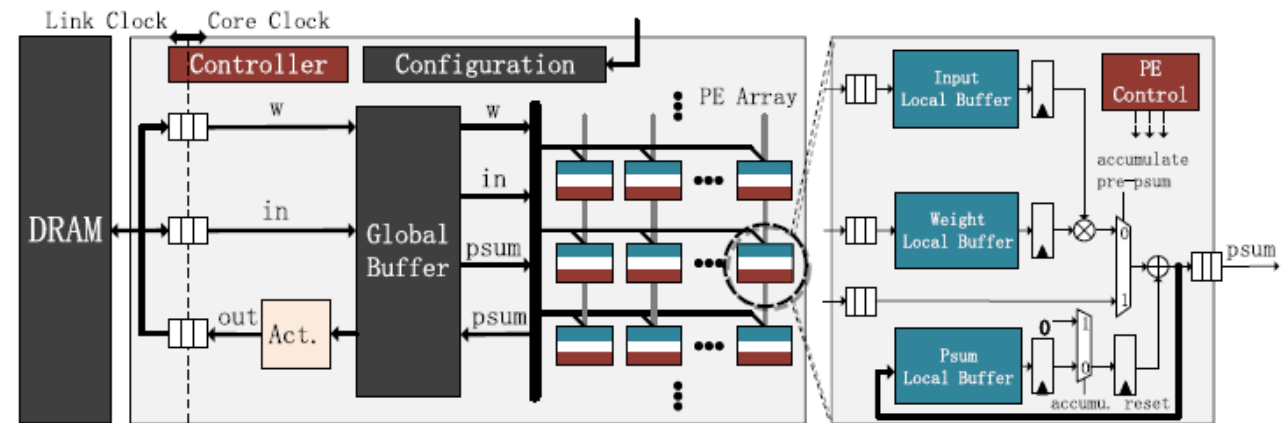 Link Clock
Core Clock
Controller
Configuration
w
w
PE Array
in
in
DRAM
Global
Buffer
psum
psum
out
Act.
Input
Local Buffer
PE
Control
accumulate
pre-psum
Weight
Local Buffer
0
1
psum
0
1
0
Psum
Local Buffer
accumu. reset